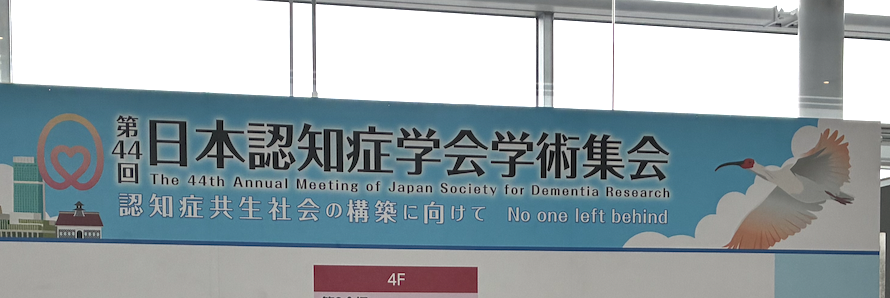 第44回
日本認知症学会学術集会
The 44th Annual Meeting of Japan Society for Dementia Research
認知症共生社会の構築に向けて No one left behind
4F